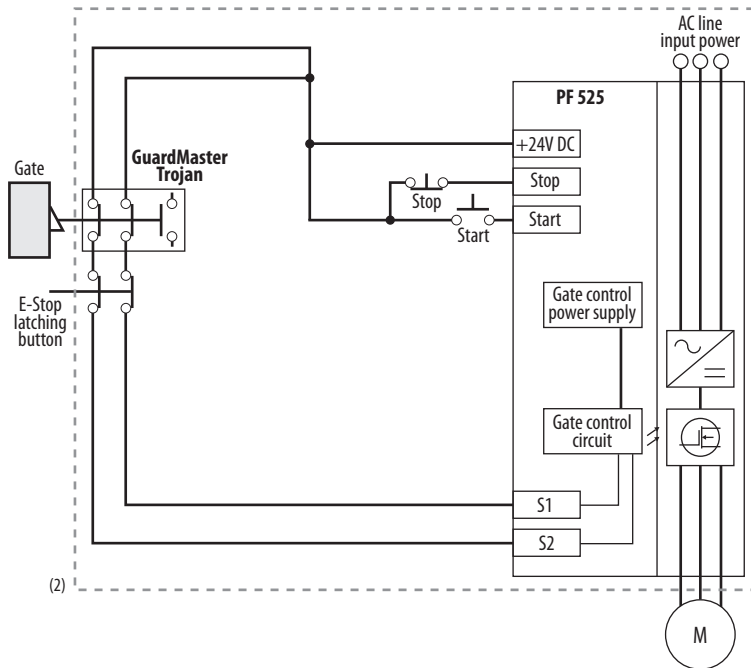 AC line
input power
PF 525
+24V DC
GuardMaster
Trojan
Gate
Stop
Stop
Start
Start
Gate control
power supply
E-Stop
latching
button
Gate control
circuit
S1
S2
(2)
M